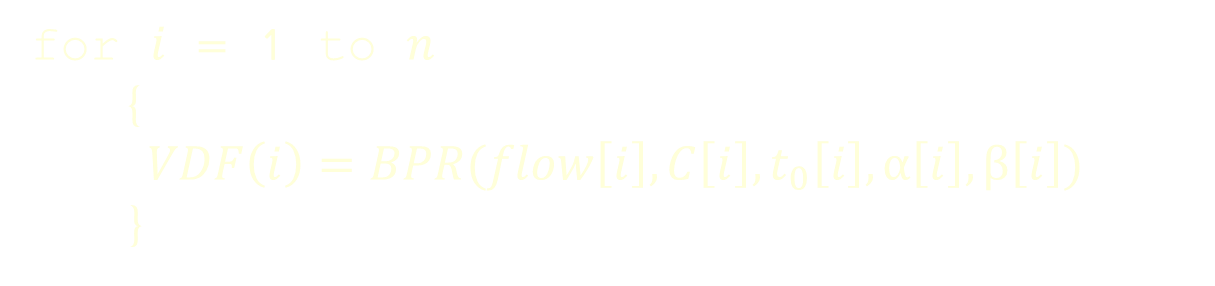 for i = 1 to n
{
VDF(i) = BPR(flow[i], C[i], t₀[i], α[i], β[i])
}